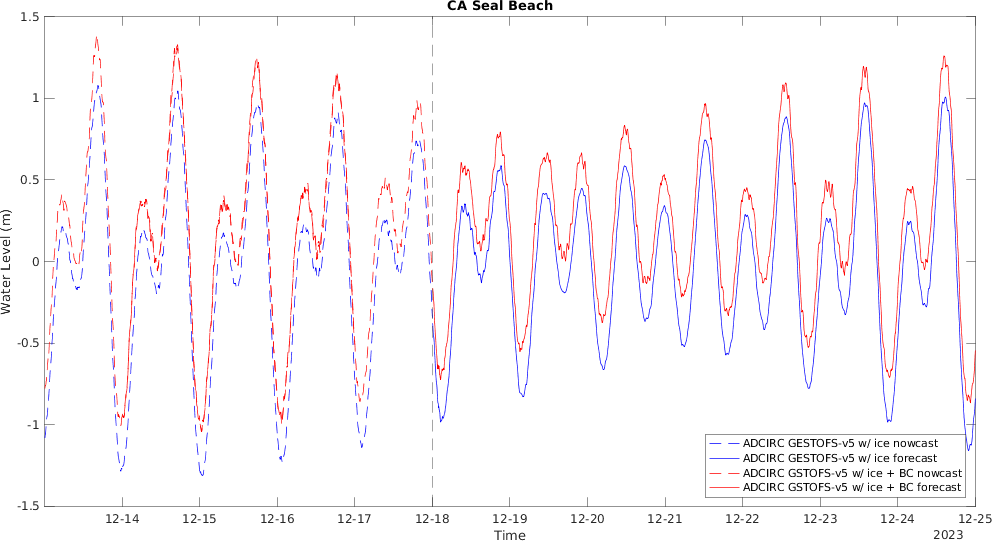 CA Seal Beach
1.5
1
0.5
0
-0.5
-1
-1.5
Water Level (m)
12-14 12-15 12-16 12-17 12-18 12-19 12-20 12-21 12-22 12-23 12-24 12-25
Time
2023
ADCIRC GESTOFS-v5 w/ ice nowcast
ADCIRC GESTOFS-v5 w/ ice forecast
ADCIRC GSTOFS-v5 w/ ice + BC nowcast
ADCIRC GSTOFS-v5 w/ ice + BC forecast